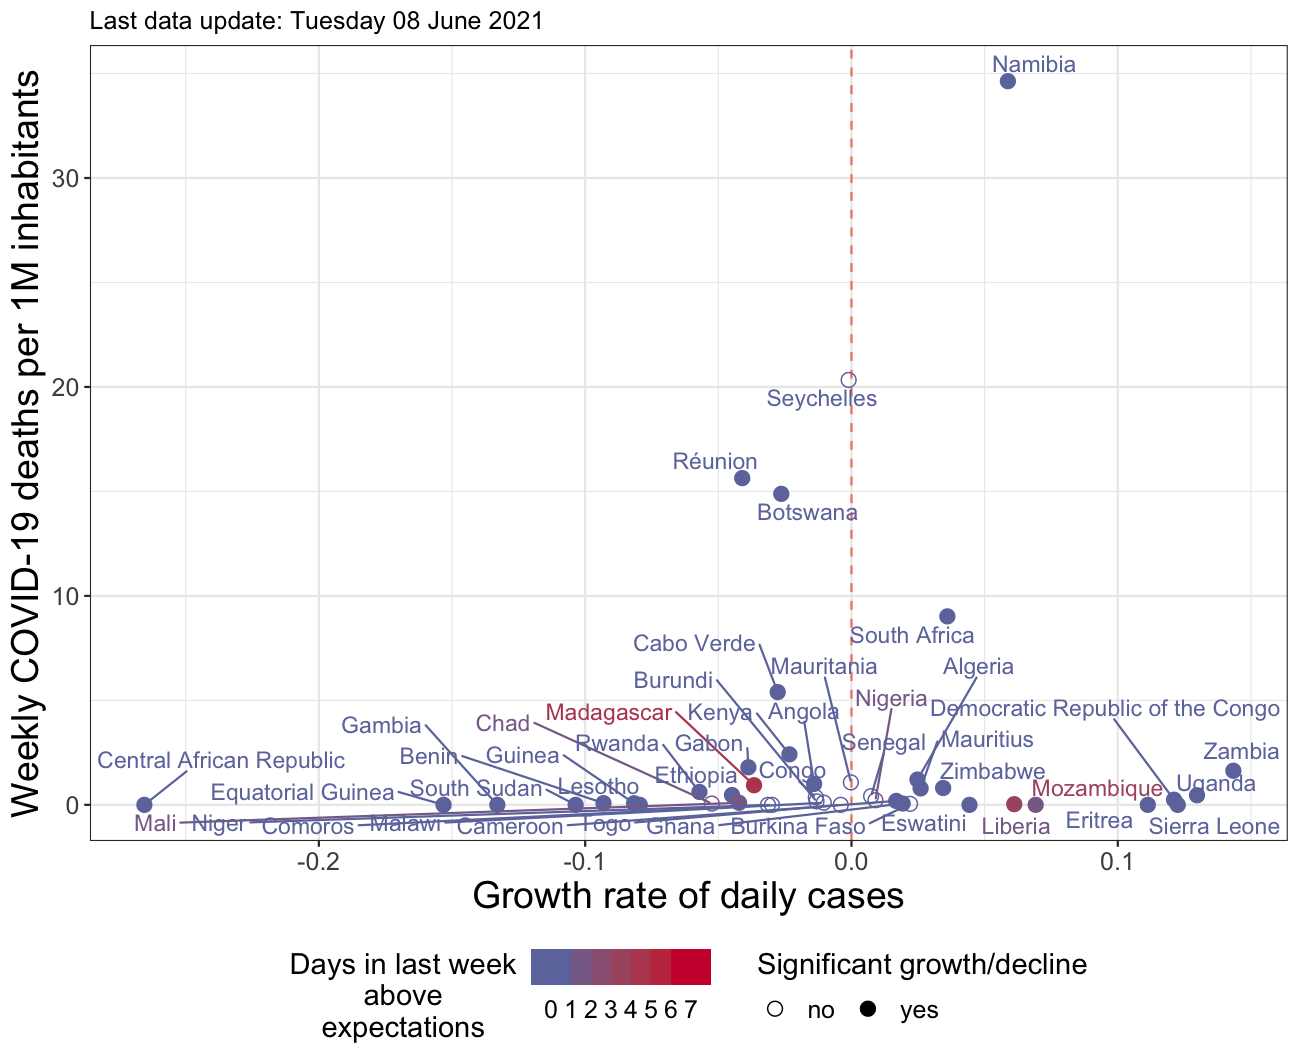 Last data update: Tuesday 08 June 2021
Weekly COVID-19 deaths per 1M inhabitants
30
20
10
0
Namibia
Seychelles
Réunion
Botswana
South Africa
Cabo Verde
Mauritania
Algeria
Burundi
Nigeria
Madagascar
Kenya
Angola
Democratic Republic of the Congo
Chad
Gambia
Rwanda
Gabon
Senegal
Mauritius
Zambia
Central African Republic
Benin
Guinea
Ethiopia
Congo
Zimbabwe
Uganda
Equatorial Guinea
South Sudan
Lesotho
Mozambique
Mali
Niger
Comoros
Malawi
Cameroon
Togo
Ghana
Burkina Faso
Eswatini
Liberia
Eritrea
Sierra Leone
-0.2
-0.1
0.0
0.1
Growth rate of daily cases
Days in last week
above
expectations
0 1 2 3 4 5 6 7
Significant growth/decline
no
yes